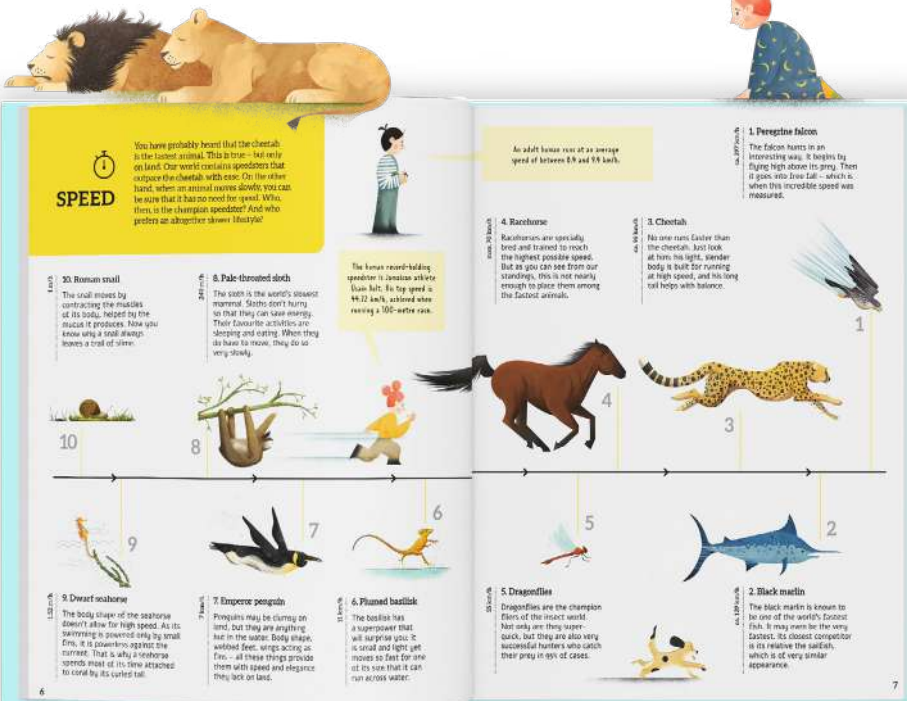 SPEED
You have probably heard that the cheetah
is the fastest animal. This is true – but only
on land. Our world contains speedsters that
outpace the cheetah with ease. On the other
hand, when an animal moves slowly, you can
be sure that it has no need for speed. Who,
then, is the champion speedster? And who
prefers an altogether slower lifestyle?
10. Roman snail
The snail moves by
contracting the muscles
of its body, helped by the
mucus it produces. Now you
know why a snail always
leaves a trail of slime.
8. Pale-throated sloth
The sloth is the world's slowest
mammal. Sloths don't hurry
so that they can save energy.
Their favourite activities are
sleeping and eating. When they
do have to move, they do so
very slowly.
The human record-holding
speedster is Jamaican athlete
Usain Bolt. His top speed is
44.72 km/h, achieved when
running a 100-metre race.
10
8
9
7
6
9. Dwarf seahorse
The body shape of the seahorse
doesn't allow for high speed. As its
swimming is powered only by small
fins, it is powerless against the
current. That is why a seahorse
spends most of its time attached
to coral by its curled tail.
7 km/h
7. Emperor penguin
Penguins may be clumsy on
land, but they are anything
but in the water. Body shape,
webbed feet, wings acting as
fins – all these things provide
them with speed and elegance
they lack on land.
11 km/h
6. Plumed basilisk
The basilisk has
a superpower that
will surprise you: it
is small and light yet
moves so fast for one
of its size that it can
run across water.
6
An adult human runs at an average
speed of between 8.9 and 9.9 km/h.
1. Peregrine falcon
The falcon hunts in an
interesting way. It begins by
flying high above its prey. Then
it goes into free fall – which is
when this incredible speed was
measured.
4. Racehorse
Racehorses are specially
bred and trained to reach
the highest possible speed.
But as you can see from our
standings, this is not nearly
enough to place them among
the fastest animals.
3. Cheetah
No one runs faster than
the cheetah. Just look
at him: his light, slender
body is built for running
at high speed, and his long
tail helps with balance.
1
4
3
5
2
5. Dragonflies
Dragonflies are the champion
fliers of the insect world.
Not only are they super-
quick, but they are also very
successful hunters who catch
their prey in 95% of cases.
ca. 129 km/h
2. Black marlin
The black marlin is known to
be one of the world's fastest
fish. It may even be the very
fastest. Its closest competitor
is its relative the sailfish,
which is of very similar
appearance.
7